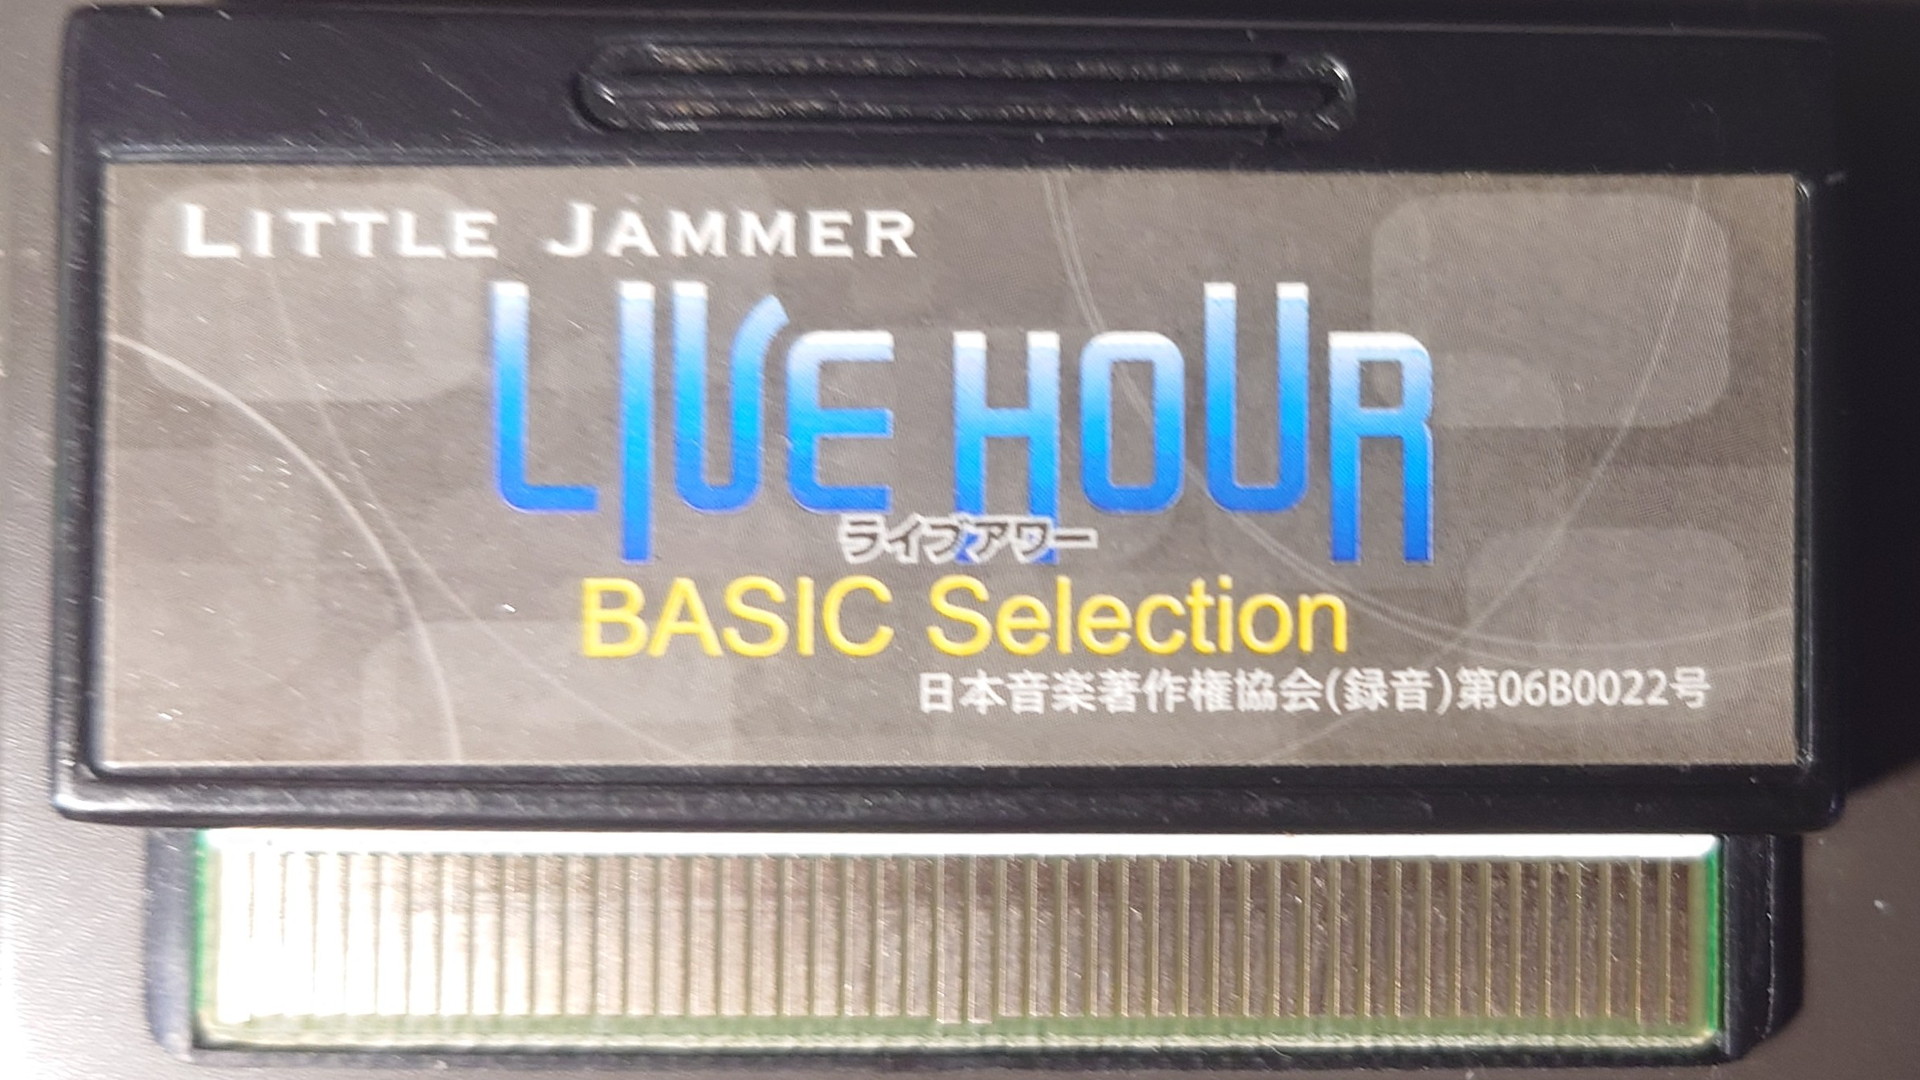 LITTLE JAMMER
LIVE HOUR
ライブアワー
BASIC Selection
日本音楽著作権協会(録音)第06B0022号